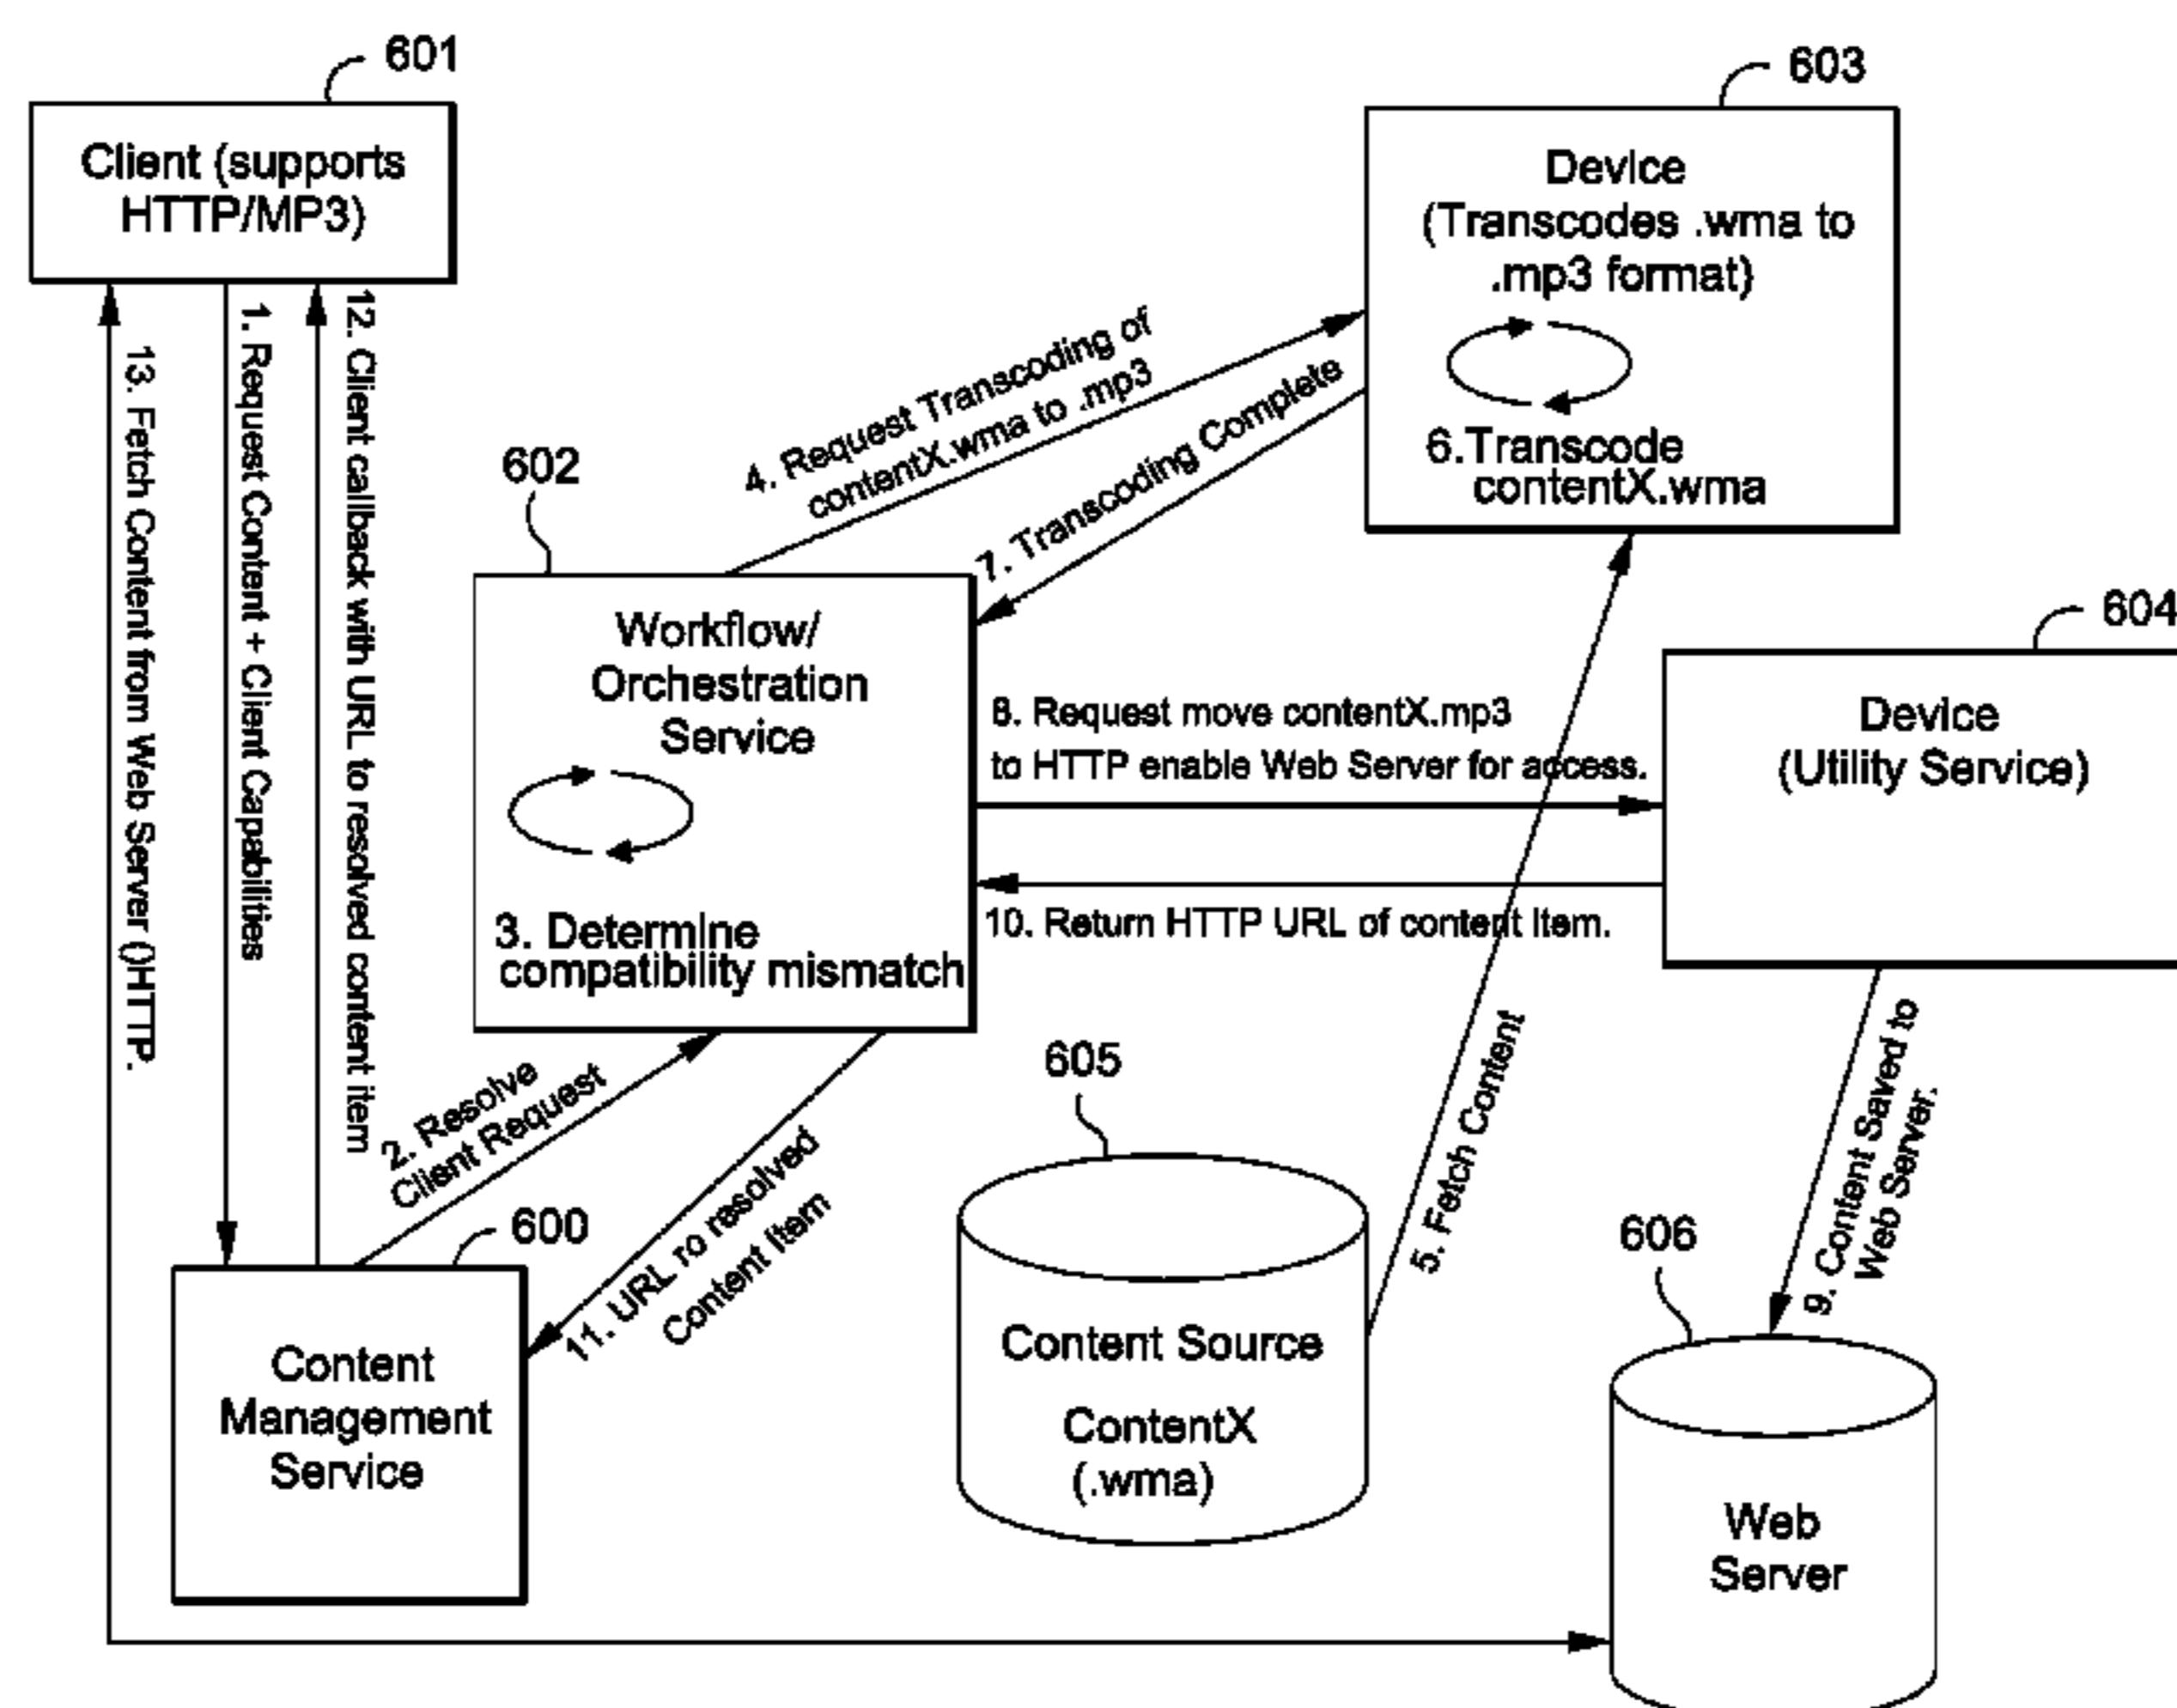 601
Client (supports
HTTP/MP3)
603
Device
(Transcodes .wma to
.mp3 format)
6.Transcode
contentX.wma
13. Fetch Content from Web Server ()HTTP.
1. Request Content + Client Capabilities
12. Client callback with URL to resolved content item
4. Request Transcoding of
contentX.wma to .mp3
7. Transcoding Complete
602
Workflow/
Orchestration
Service
3. Determine
compatibility mismatch
604
Device
(Utility Service)
8. Request move contentX.mp3
to HTTP enable Web Server for access.
10. Return HTTP URL of content item.
2. Resolve
Client Request
11. URL ro resolved
Content Item
5. Fetch Content
9. Content Saved to
Web Server.
600
Content
Management
Service
605
Content Source
ContentX
(.wma)
606
Web
Server